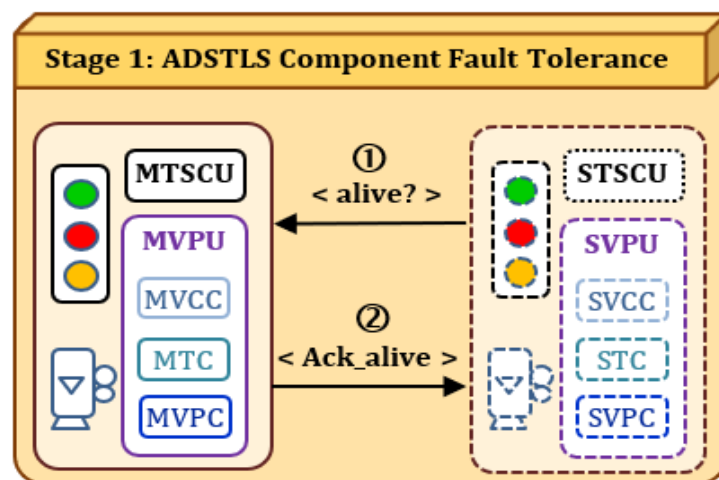 Stage 1: ADSTLS Component Fault Tolerance
MTSCU
MVPU
MVCC
MTC
MVPC
①
< alive? >
②
< Ack_alive >
STSCU
SVPU
SVCC
STC
SVPC